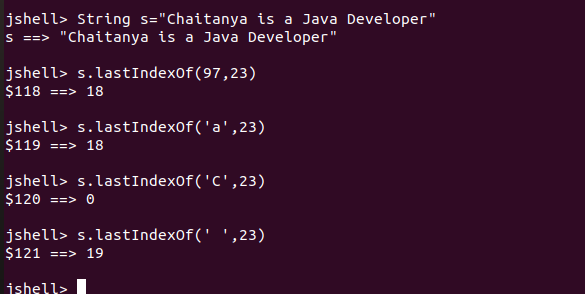 jshell> String s="Chaitanya is a Java Developer"
s ==> "Chaitanya is a Java Developer"
jshell> s.lastIndexOf(97,23)
$118 ==> 18
jshell> s.lastIndexOf('a',23)
$119 ==> 18
jshell> s.lastIndexOf('C',23)
$120 ==> 0
jshell> s.lastIndexOf(' ',23)
$121 ==> 19
jshell>